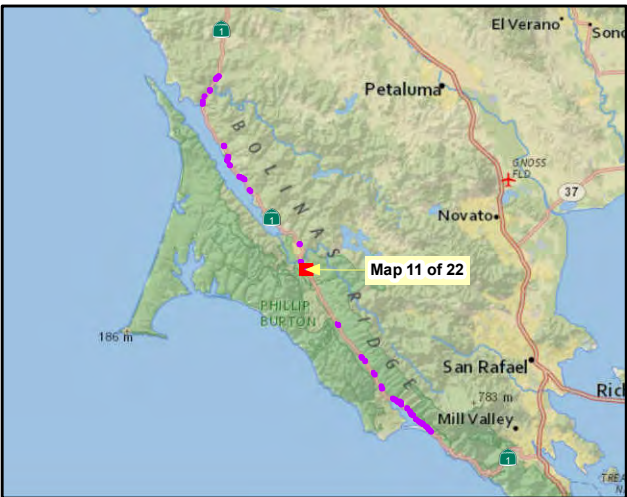 El Verano
Sono
1
Petaluma
BOLINAS RIDGE
GNOSS
FLD
37
Novato
1
Map 11 of 22
PHILLIP
BURTON
186 m
San Rafael
783 m
Rich
Mill Valley
1
TREA